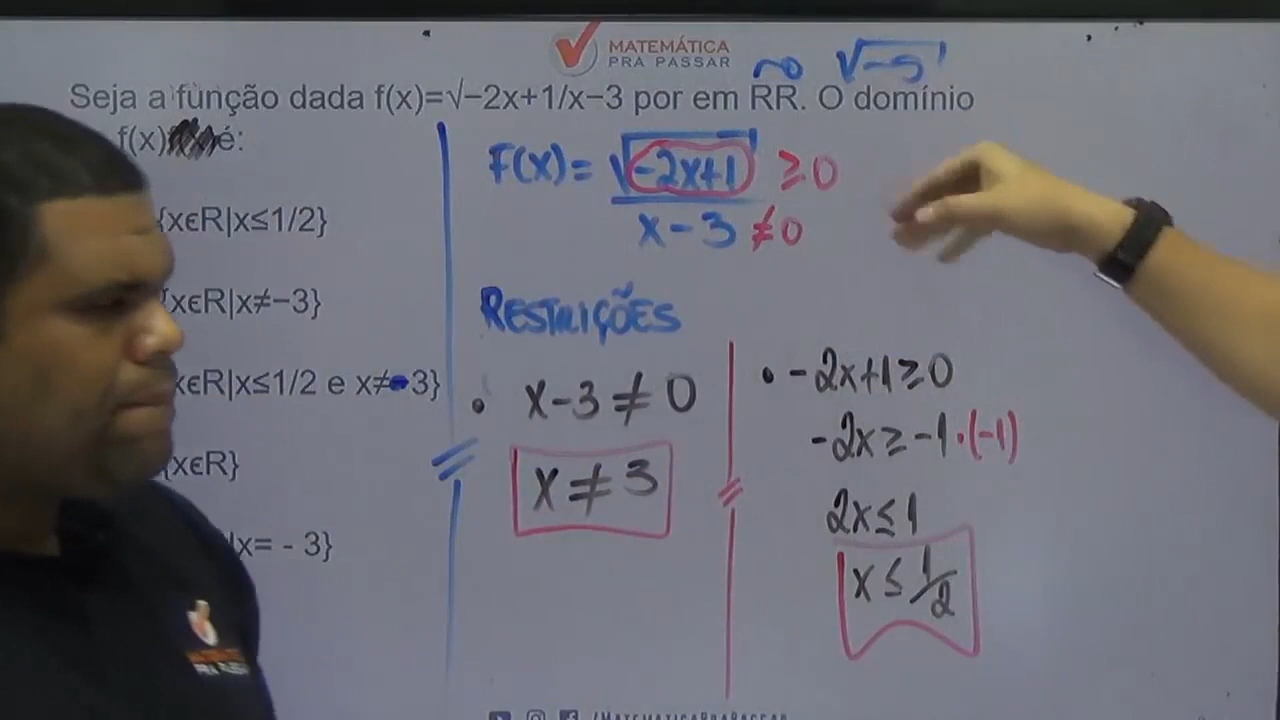 MATEMÁTICA
PRA PASSAR
√-5
Seja a função dada f(x)=√−2x+1/x−3 por em RR. O domínio
f(x) é:
{xϵR|x≤1/2}
{xϵR|x≠−3}
xϵR|x≤1/2 e x≠-3}
{xϵR}
|x= - 3}
F(x)= √-2x+1 ≥0
x-3 ≠0
RESTRIÇÕES
• x-3≠0
x≠3
• -2x+1≥0
-2x≥-1•(-1)
2x≤1
x≤1/2
/MATEMATICAPRAPASSAR